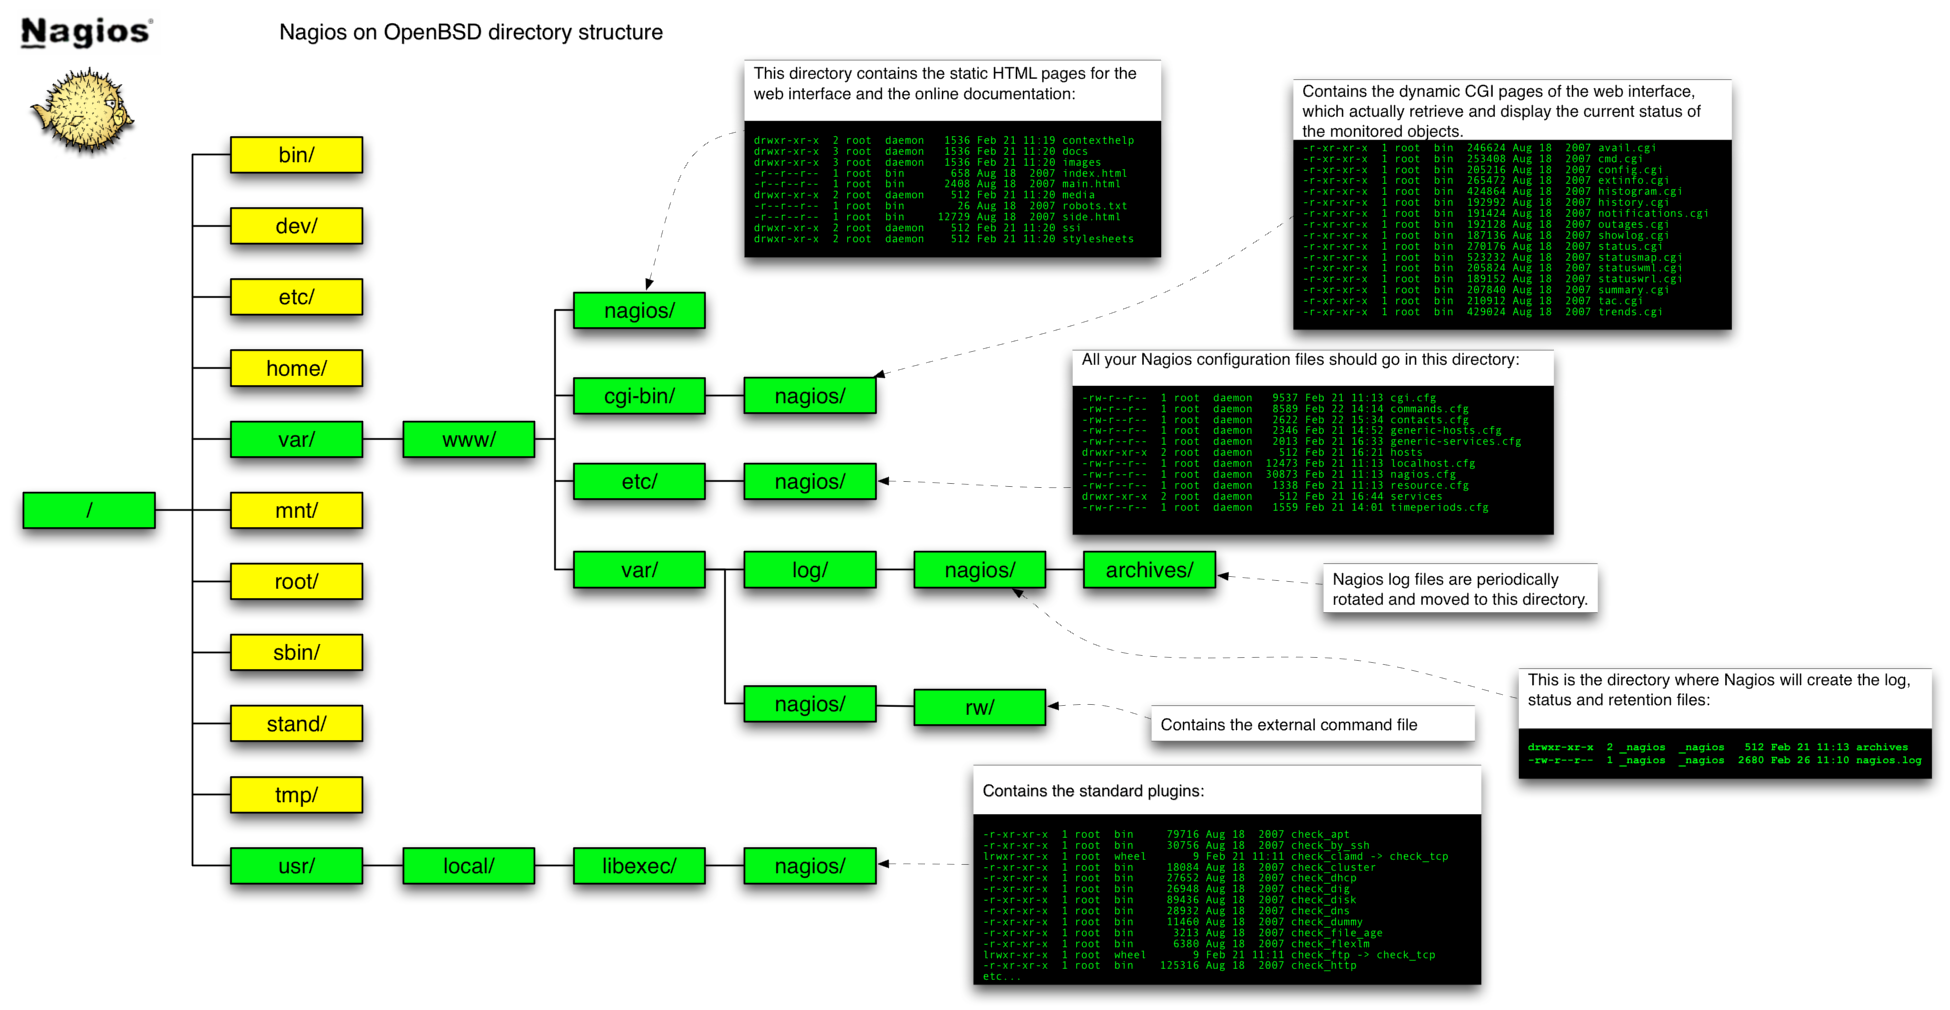 Nagios®
Nagios on OpenBSD directory structure
This directory contains the static HTML pages for the
web interface and the online documentation:
drwxr-xr-x 2 root daemon 1536 Feb 21 11:19 contexthelp
drwxr-xr-x 3 root daemon 1536 Feb 21 11:20 docs
drwxr-xr-x 3 root daemon 1536 Feb 21 11:20 images
-r--r--r-- 1 root bin 658 Aug 18 2007 index.html
-r--r--r-- 1 root bin 2408 Aug 18 2007 main.html
drwxr-xr-x 2 root daemon 512 Feb 21 11:20 media
-r--r--r-- 1 root bin 26 Aug 18 2007 robots.txt
-r--r--r-- 1 root bin 12729 Aug 18 2007 side.html
drwxr-xr-x 2 root daemon 512 Feb 21 11:20 ssi
drwxr-xr-x 2 root daemon 512 Feb 21 11:20 stylesheets
Contains the dynamic CGI pages of the web interface,
which actually retrieve and display the current status of
the monitored objects.
-r-xr-xr-x 1 root bin 246624 Aug 18 2007 avail.cgi
-r-xr-xr-x 1 root bin 253408 Aug 18 2007 cmd.cgi
-r-xr-xr-x 1 root bin 205216 Aug 18 2007 config.cgi
-r-xr-xr-x 1 root bin 265472 Aug 18 2007 extinfo.cgi
-r-xr-xr-x 1 root bin 424864 Aug 18 2007 histogram.cgi
-r-xr-xr-x 1 root bin 192992 Aug 18 2007 history.cgi
-r-xr-xr-x 1 root bin 191424 Aug 18 2007 notifications.cgi
-r-xr-xr-x 1 root bin 192128 Aug 18 2007 outages.cgi
-r-xr-xr-x 1 root bin 187136 Aug 18 2007 showlog.cgi
-r-xr-xr-x 1 root bin 270176 Aug 18 2007 status.cgi
-r-xr-xr-x 1 root bin 523232 Aug 18 2007 statusmap.cgi
-r-xr-xr-x 1 root bin 205824 Aug 18 2007 statuswml.cgi
-r-xr-xr-x 1 root bin 189152 Aug 18 2007 statuswrl.cgi
-r-xr-xr-x 1 root bin 207840 Aug 18 2007 summary.cgi
-r-xr-xr-x 1 root bin 210912 Aug 18 2007 tac.cgi
-r-xr-xr-x 1 root bin 429024 Aug 18 2007 trends.cgi
bin/
dev/
etc/
home/
var/
www/
/
mnt/
root/
sbin/
stand/
tmp/
usr/
local/
libexec/
nagios/
nagios/
cgi-bin/
nagios/
etc/
nagios/
var/
log/
nagios/
archives/
nagios/
rw/
All your Nagios configuration files should go in this directory:
-rw-r--r-- 1 root daemon 9537 Feb 21 11:13 cgi.cfg
-rw-r--r-- 1 root daemon 8589 Feb 22 14:14 commands.cfg
-rw-r--r-- 1 root daemon 2622 Feb 22 15:34 contacts.cfg
-rw-r--r-- 1 root daemon 2346 Feb 21 14:52 generic-hosts.cfg
-rw-r--r-- 1 root daemon 2013 Feb 21 16:33 generic-services.cfg
drwxr-xr-x 2 root daemon 512 Feb 21 16:21 hosts
-rw-r--r-- 1 root daemon 12473 Feb 21 11:13 localhost.cfg
-rw-r--r-- 1 root daemon 30873 Feb 21 11:13 nagios.cfg
-rw-r--r-- 1 root daemon 1338 Feb 21 11:13 resource.cfg
drwxr-xr-x 2 root daemon 512 Feb 21 16:44 services
-rw-r--r-- 1 root daemon 1559 Feb 21 14:01 timeperiods.cfg
Nagios log files are periodically
rotated and moved to this directory.
This is the directory where Nagios will create the log,
status and retention files:
drwxr-xr-x 2 _nagios _nagios 512 Feb 21 11:13 archives
-rw-r--r-- 1 _nagios _nagios 2680 Feb 26 11:10 nagios.log
Contains the external command file
Contains the standard plugins:
-r-xr-xr-x 1 root bin 79716 Aug 18 2007 check_apt
-r-xr-xr-x 1 root bin 30756 Aug 18 2007 check_by_ssh
lrwxr-xr-x 1 root wheel 9 Feb 21 11:11 check_clamd -> check_tcp
-r-xr-xr-x 1 root bin 18084 Aug 18 2007 check_cluster
-r-xr-xr-x 1 root bin 27652 Aug 18 2007 check_dhcp
-r-xr-xr-x 1 root bin 26948 Aug 18 2007 check_dig
-r-xr-xr-x 1 root bin 89436 Aug 18 2007 check_disk
-r-xr-xr-x 1 root bin 28932 Aug 18 2007 check_dns
-r-xr-xr-x 1 root bin 11460 Aug 18 2007 check_dummy
-r-xr-xr-x 1 root bin 3213 Aug 18 2007 check_file_age
-r-xr-xr-x 1 root bin 6380 Aug 18 2007 check_flexlm
lrwxr-xr-x 1 root wheel 9 Feb 21 11:11 check_ftp -> check_tcp
-r-xr-xr-x 1 root bin 125316 Aug 18 2007 check_http
etc...